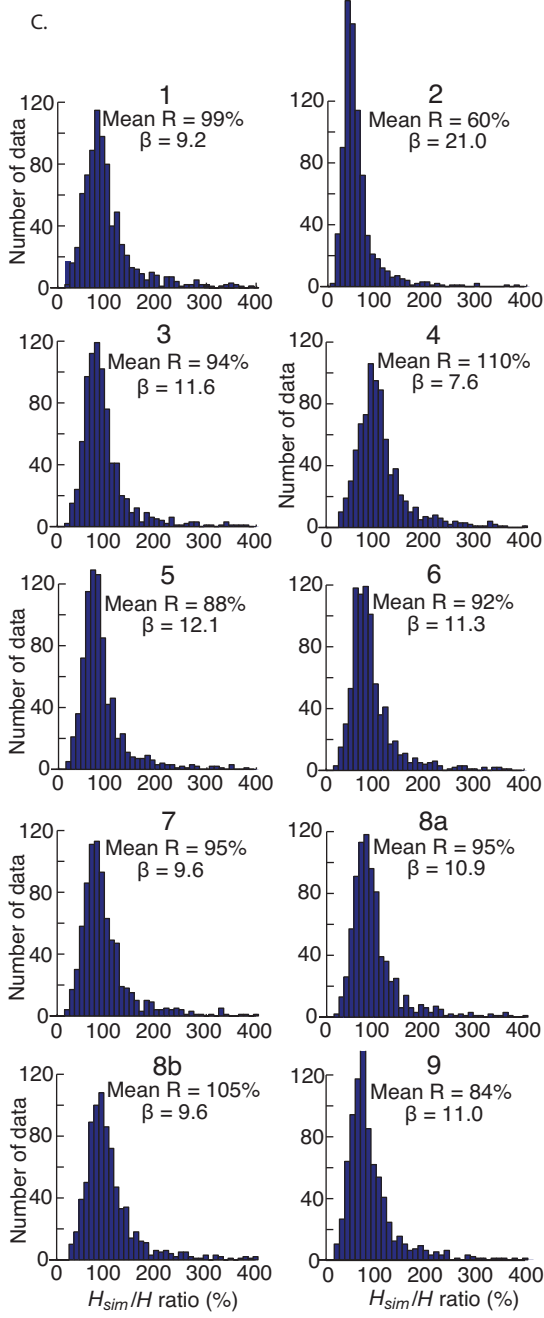 C.
1
Mean R = 99%
β = 9.2
Number of data
120
80
40
0
0 100 200 300 400
2
Mean R = 60%
β = 21.0
120
80
40
0
100 200 300 400
3
Mean R = 94%
β = 11.6
Number of data
120
80
40
0
0 100 200 300 400
4
Mean R = 110%
β = 7.6
Number of data
120
80
40
0
0 100 200 300 400
5
Mean R = 88%
β = 12.1
Number of data
120
80
40
0
0 100 200 300 400
6
Mean R = 92%
β = 11.3
120
80
40
0
0 100 200 300 400
7
Mean R = 95%
β = 9.6
Number of data
120
80
40
0
0 100 200 300 400
8a
Mean R = 95%
β = 10.9
120
80
40
0
0 100 200 300 400
8b
Mean R = 105%
β = 9.6
Number of data
120
80
40
0
0 100 200 300 400
Hsim/H ratio (%)
9
Mean R = 84%
β = 11.0
120
80
40
0
0 100 200 300 400
Hsim/H ratio (%)